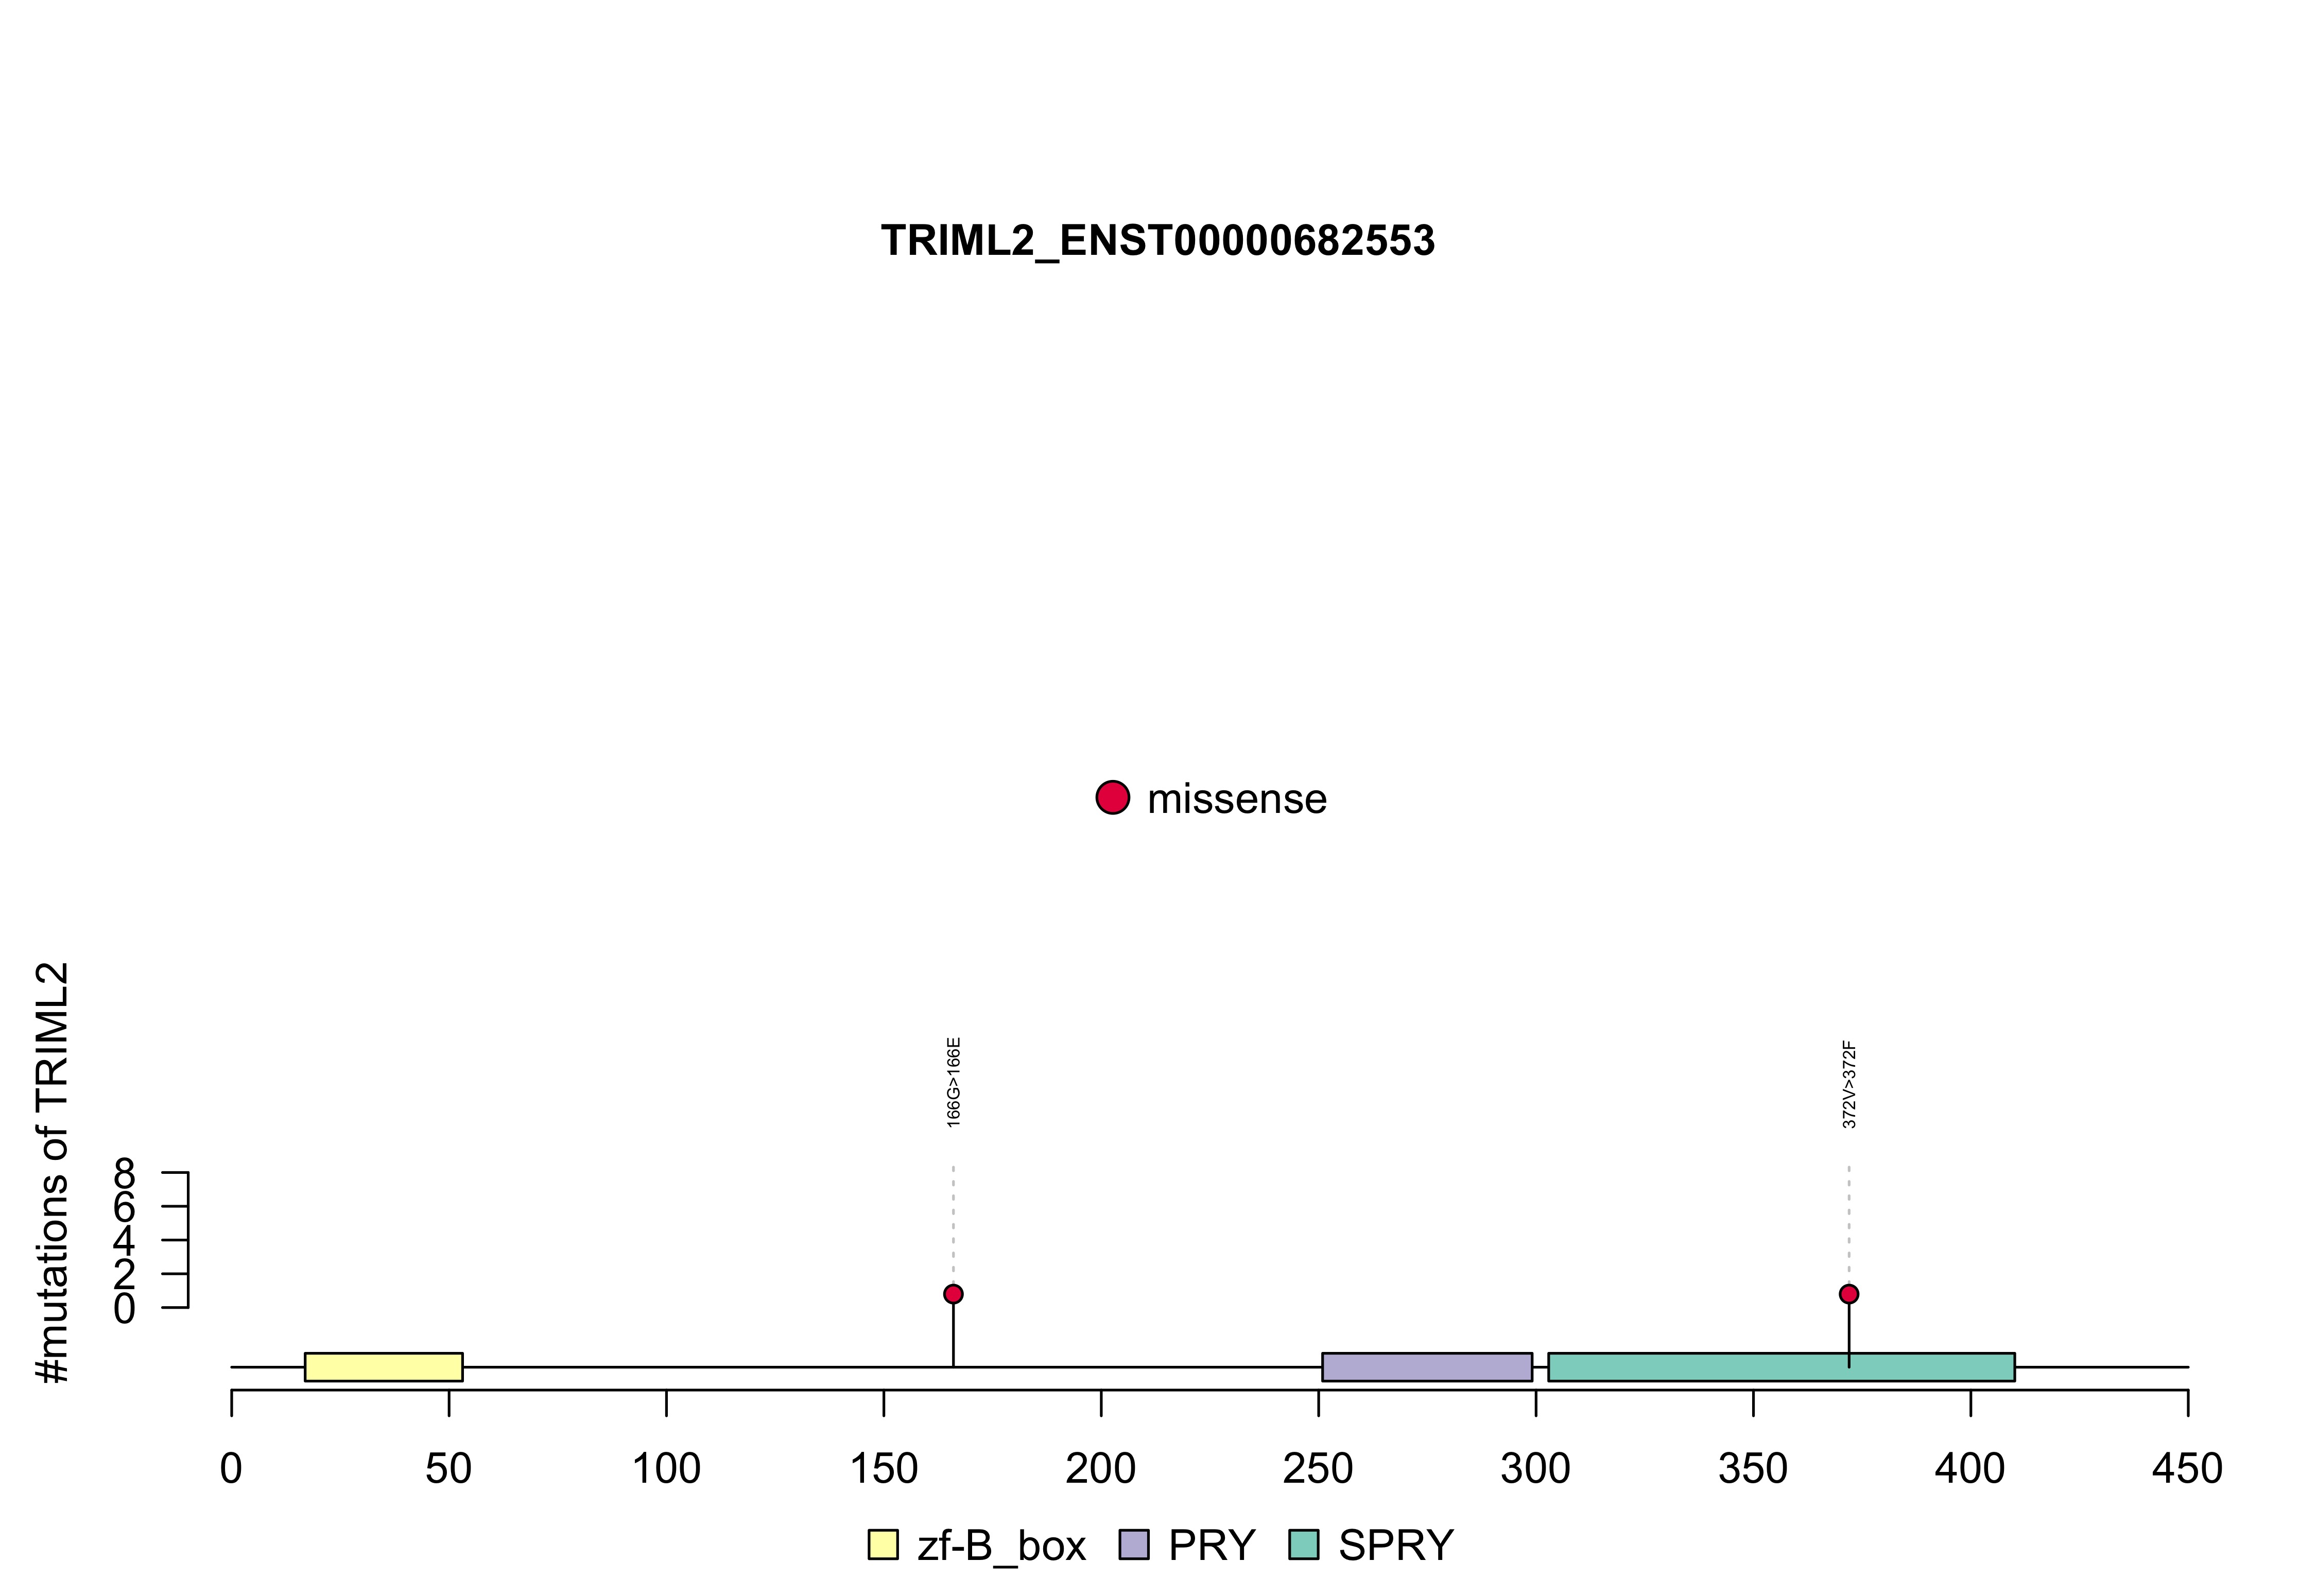 TRIML2_ENST00000682553
missense
#mutations of TRIML2
166G>166E
372V>372F
8
6
4
2
0
0 50 100 150 200 250 300 350 400 450
zf-B_box PRY SPRY